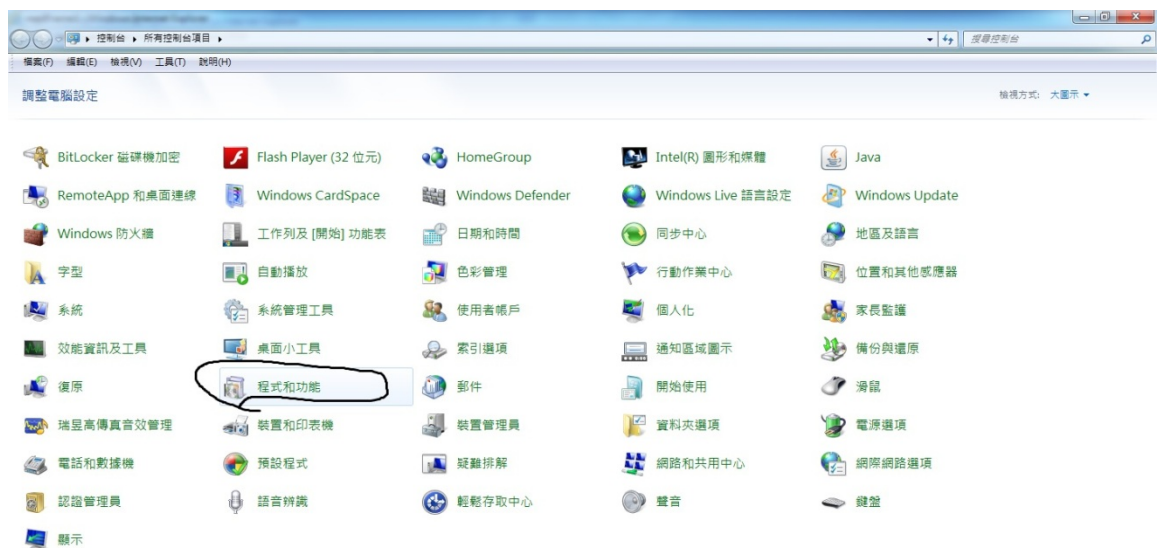 控制台 ▸ 所有控制台項目 ▸ 搜尋控制台
檔案(F) 編輯(E) 檢視(V) 工具(T) 說明(H)
調整電腦設定 檢視方式: 大圖示
BitLocker 磁碟機加密 Flash Player (32 位元) HomeGroup Intel(R) 圖形和媒體 Java
RemoteApp 和桌面連線 Windows CardSpace Windows Defender Windows Live 語言設定 Windows Update
Windows 防火牆 工作列及 [開始] 功能表 日期和時間 同步中心 地區及語言
字型 自動播放 色彩管理 行動作業中心 位置和其他感應器
系統 系統管理工具 使用者帳戶 個人化 家長監護
效能資訊及工具 桌面小工具 索引選項 通知區域圖示 備份與還原
復原 程式和功能 郵件 開始使用 滑鼠
瑞昱高傳真音效管理 裝置和印表機 裝置管理員 資料夾選項 電源選項
電話和數據機 預設程式 疑難排解 網路和共用中心 網際網路選項
認證管理員 語音辨識 輕鬆存取中心 聲音 鍵盤
顯示